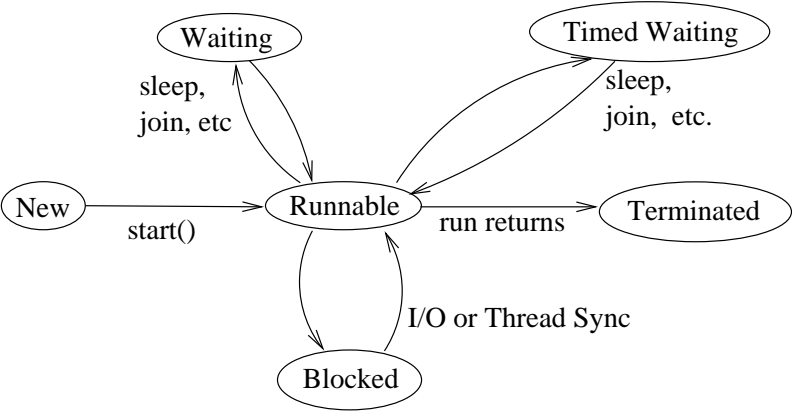 Waiting
Timed Waiting
sleep,
join, etc
sleep,
join, etc.
New
start()
Runnable
run returns
Terminated
I/O or Thread Sync
Blocked